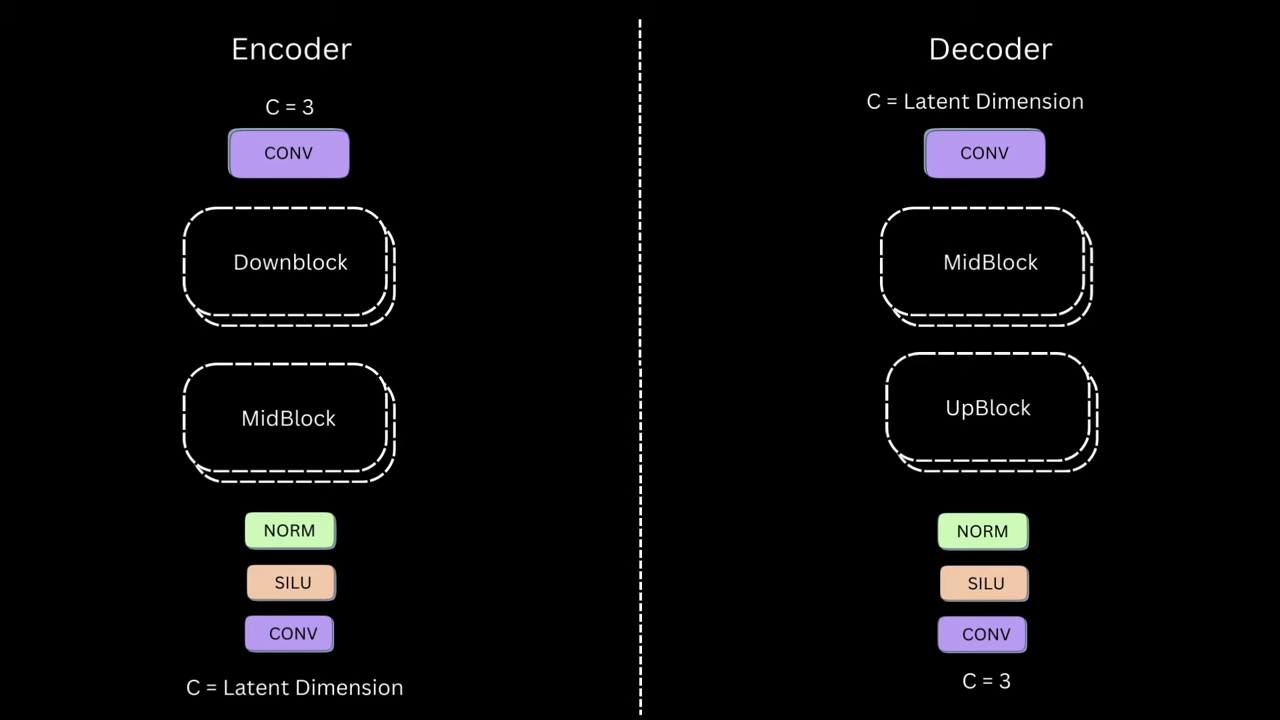 Encoder
C = 3
CONV
Downblock
MidBlock
NORM
SILU
CONV
C = Latent Dimension
Decoder
C = Latent Dimension
CONV
MidBlock
UpBlock
NORM
SILU
CONV
C = 3